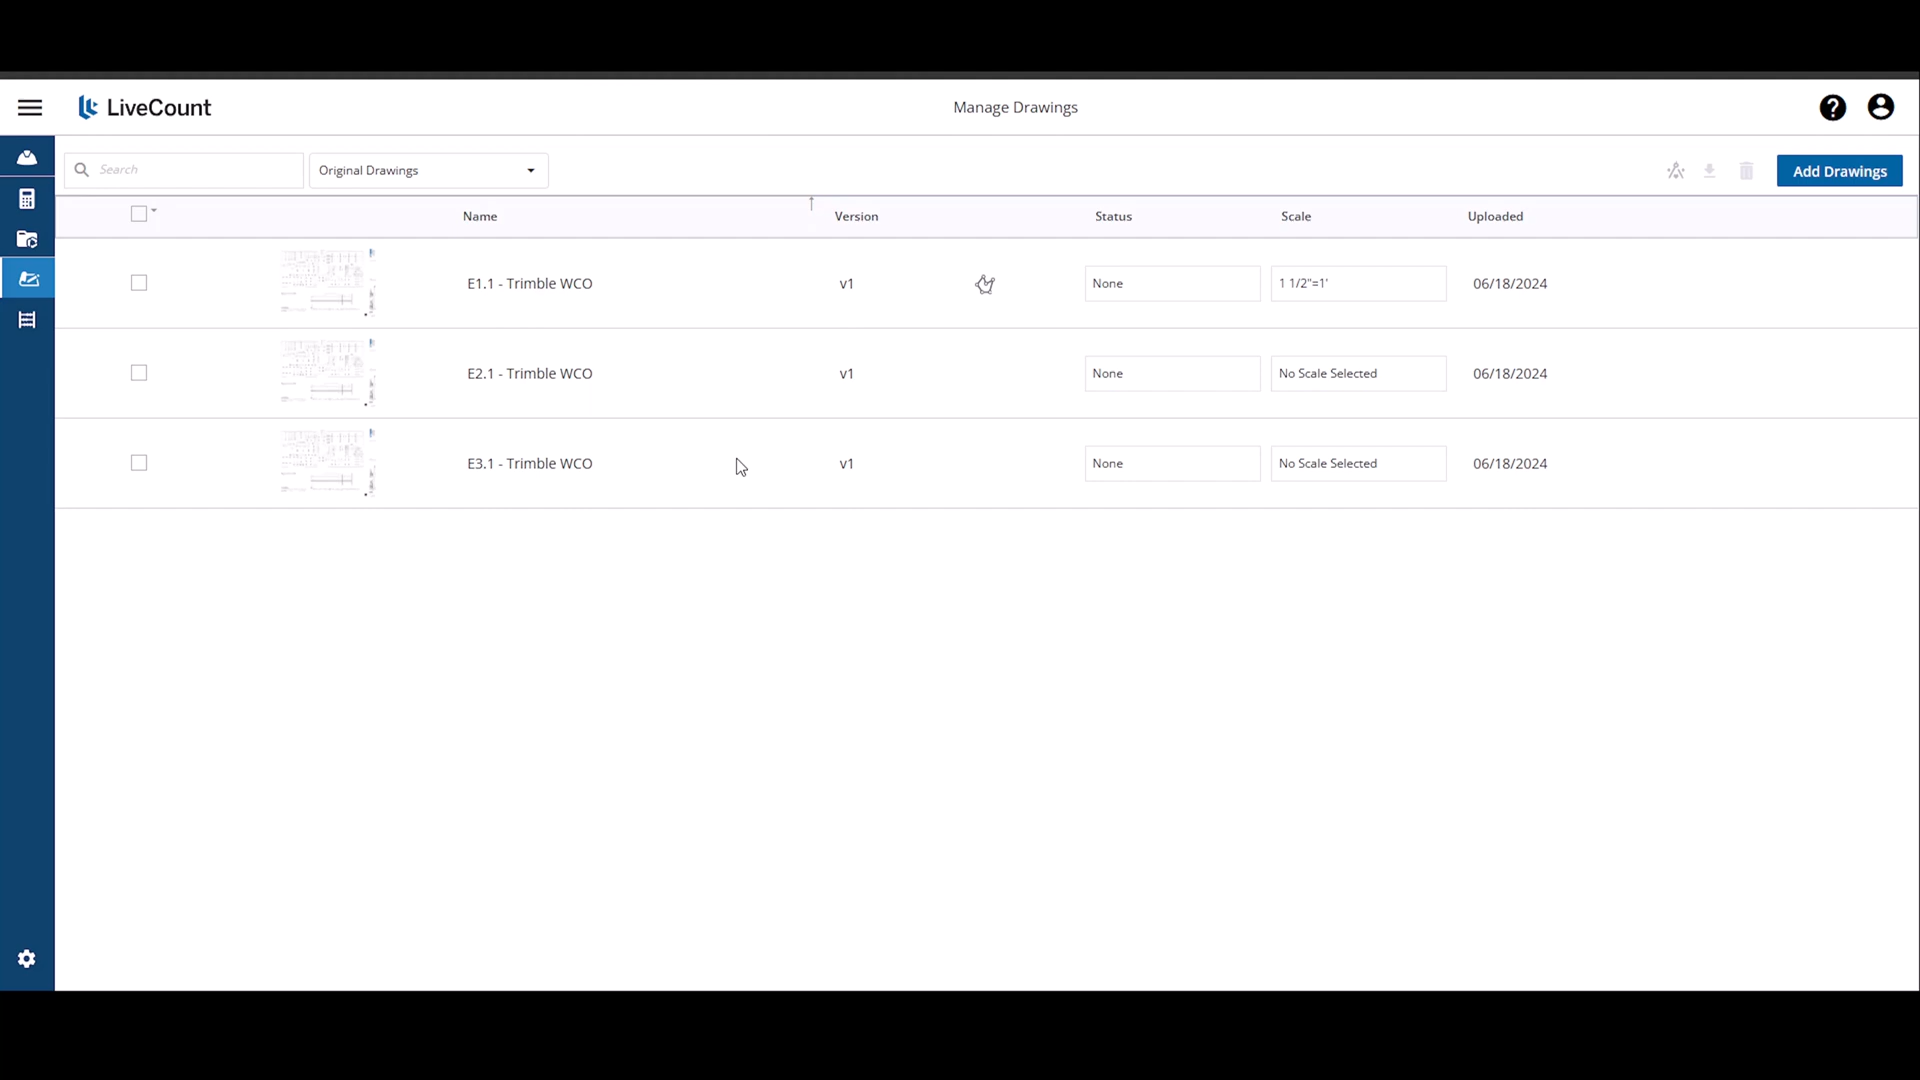 LiveCount
Manage Drawings
Search
Original Drawings
Add Drawings
Name
Version
Status
Scale
Uploaded
E1.1 - Trimble WCO
v1
None
1 1/2"=1'
06/18/2024
E2.1 - Trimble WCO
v1
None
No Scale Selected
06/18/2024
E3.1 - Trimble WCO
v1
None
No Scale Selected
06/18/2024